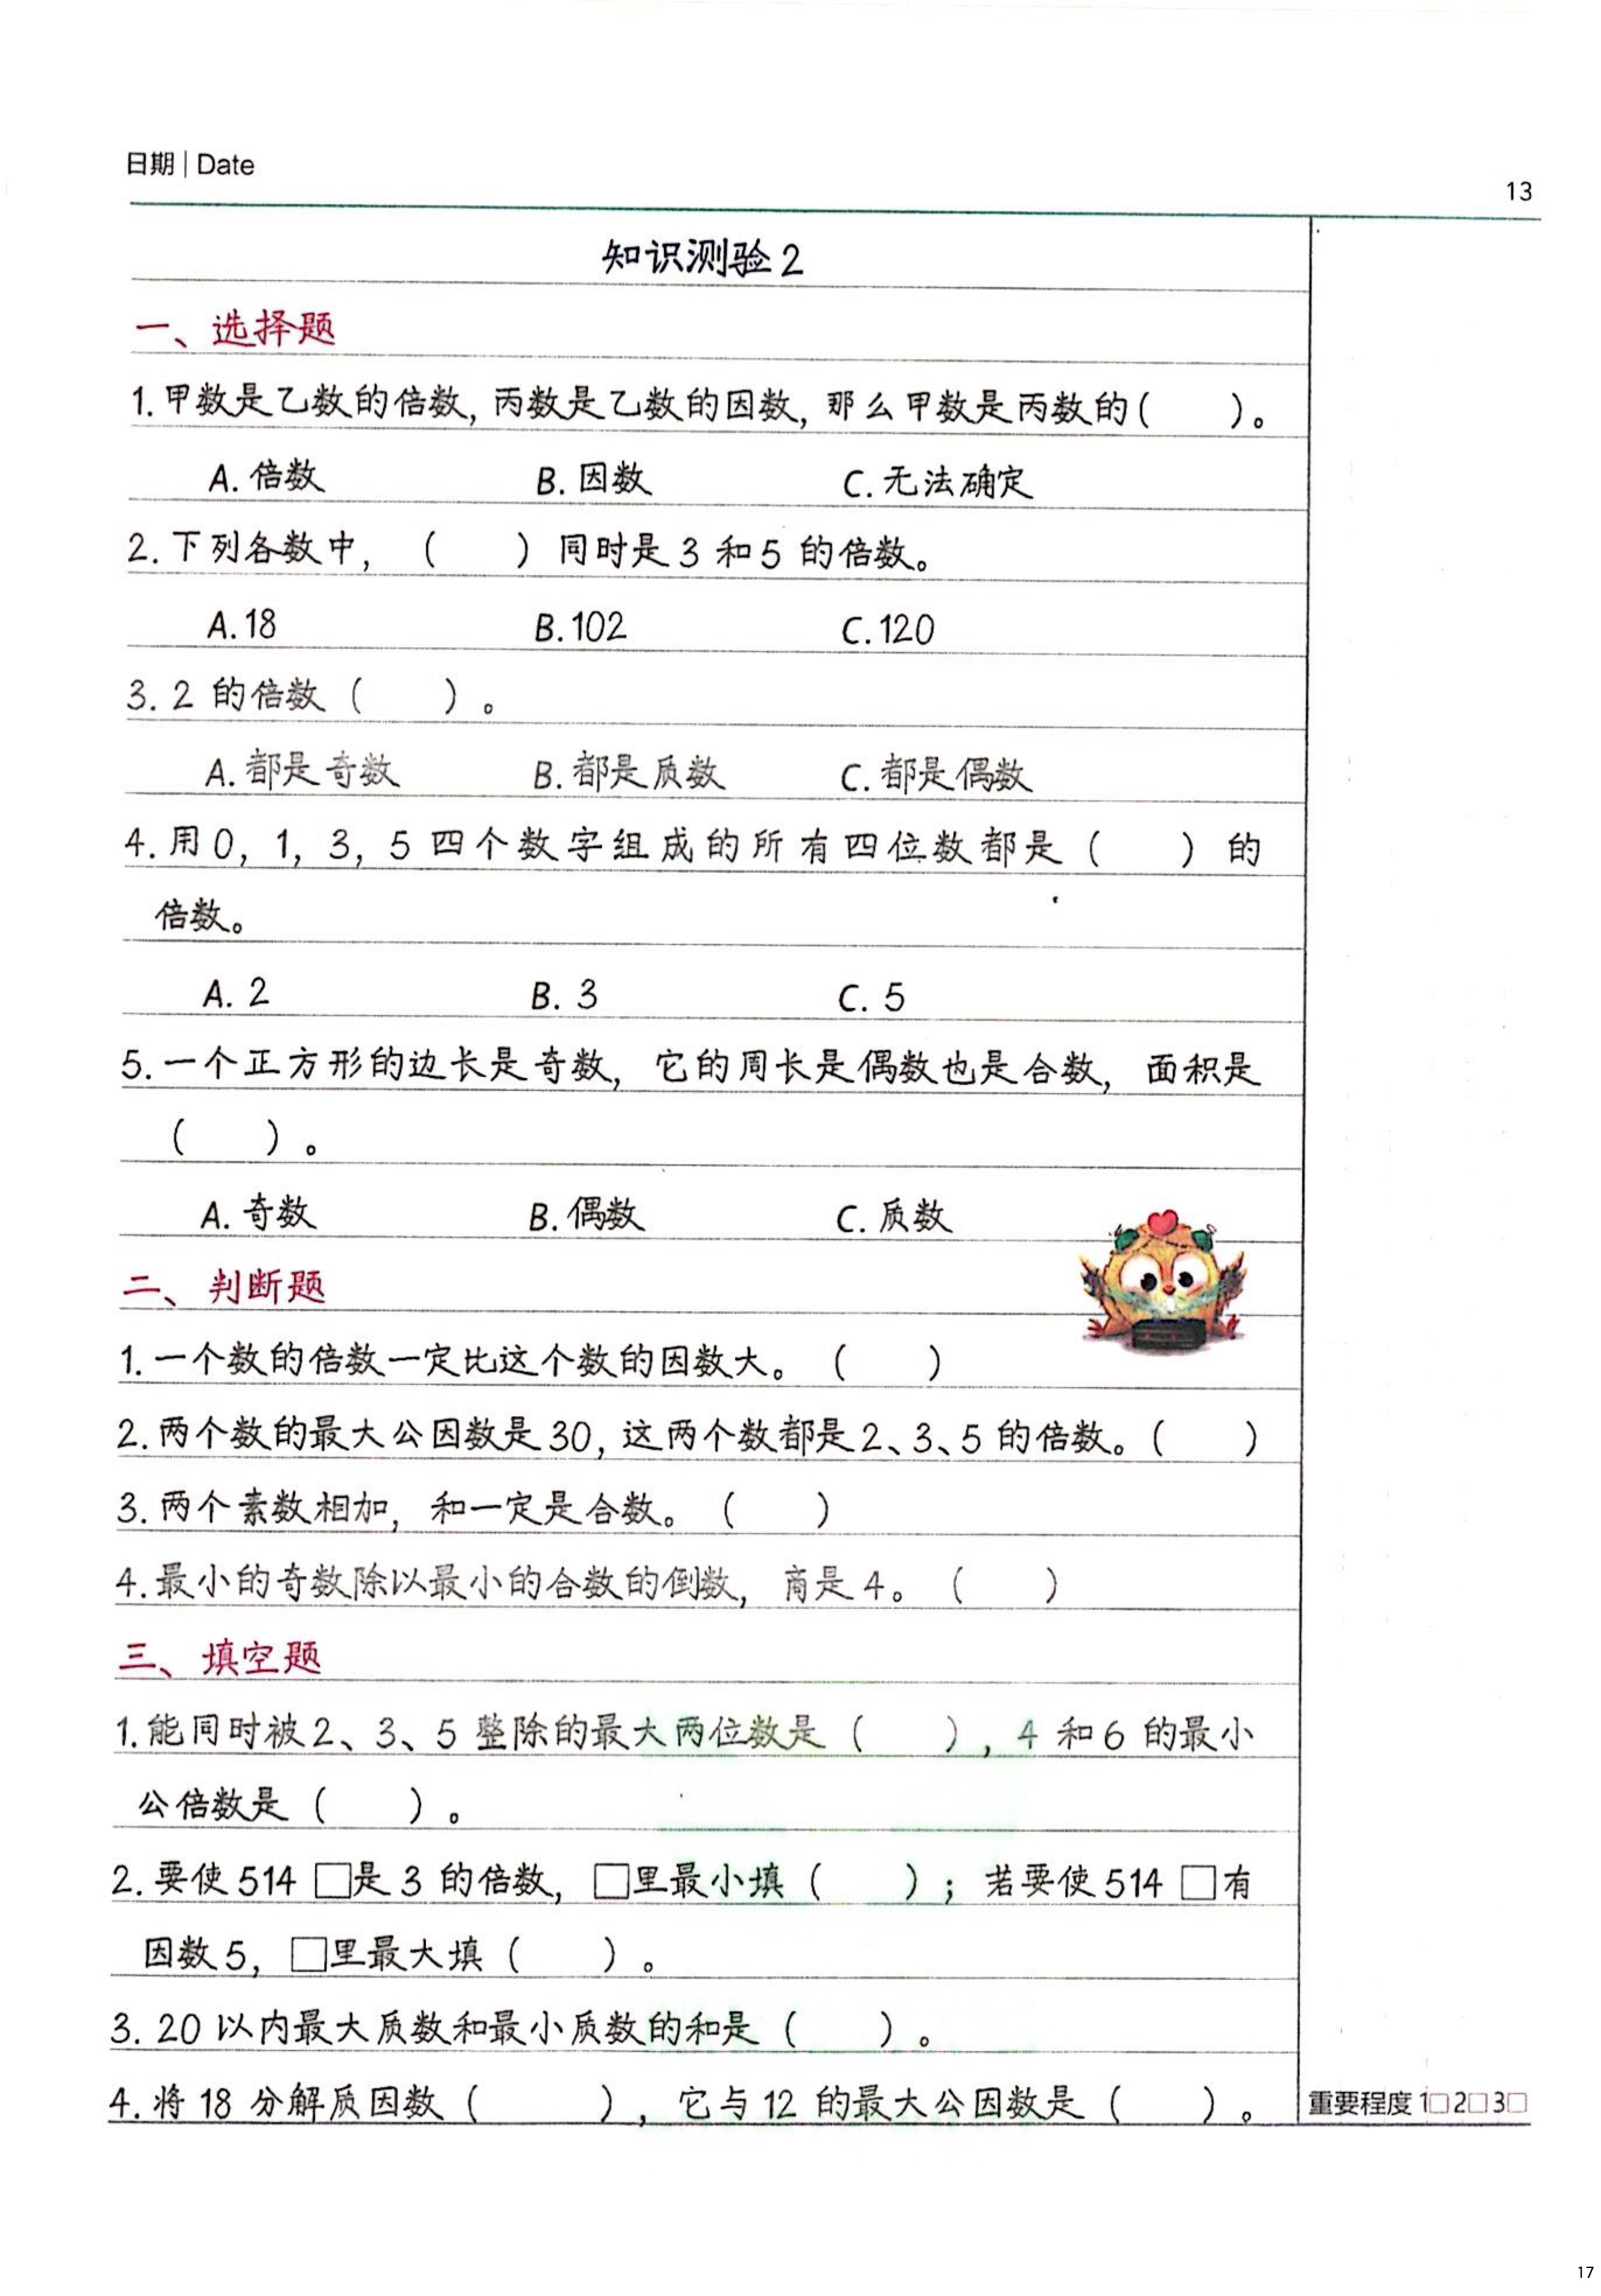 日期 | Date
13
知识测验2
一、选择题
1.甲数是乙数的倍数,丙数是乙数的因数,那么甲数是丙数的(　　)。
A.倍数　B.因数　C.无法确定
2.下列各数中,(　　)同时是3和5的倍数。
A.18　B.102　C.120
3.2的倍数(　　)。
A.都是奇数　B.都是质数　C.都是偶数
4.用0,1,3,5四个数字组成的所有四位数都是(　　)的
倍数。
A.2　B.3　C.5
5.一个正方形的边长是奇数,它的周长是偶数也是合数,面积是
(　　)。
A.奇数　B.偶数　C.质数
二、判断题
1.一个数的倍数一定比这个数的因数大。(　　)
2.两个数的最大公因数是30,这两个数都是2、3、5的倍数。(　　)
3.两个素数相加,和一定是合数。(　　)
4.最小的奇数除以最小的合数的倒数,商是4。(　　)
三、填空题
1.能同时被2、3、5整除的最大两位数是(　　),4和6的最小
公倍数是(　　)。
2.要使514□是3的倍数,□里最小填(　　);若要使514□有
因数5,□里最大填(　　)。
3.20以内最大质数和最小质数的和是(　　)。
4.将18分解质因数(　　),它与12的最大公因数是(　　)。
重要程度 1□2□3□
17